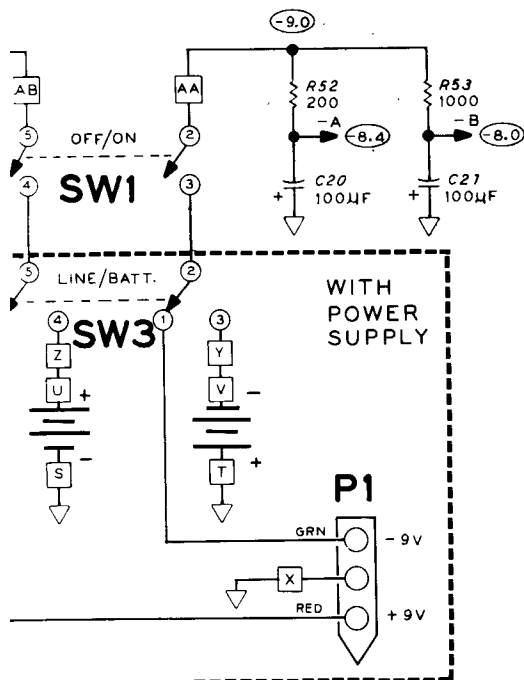 -9.0
AB
AA
R52
200
R53
1000
-A
-8.4
-B
-8.0
5
OFF/ON
2
SW1
4
3
C20
+
100µF
C21
+
100µF
5
LINE/BATT.
2
WITH
POWER
SUPPLY
4
SW3
1
3
Z
Y
U
+
V
-
S
-
T
+
P1
GRN
-9V
X
RED
+9V